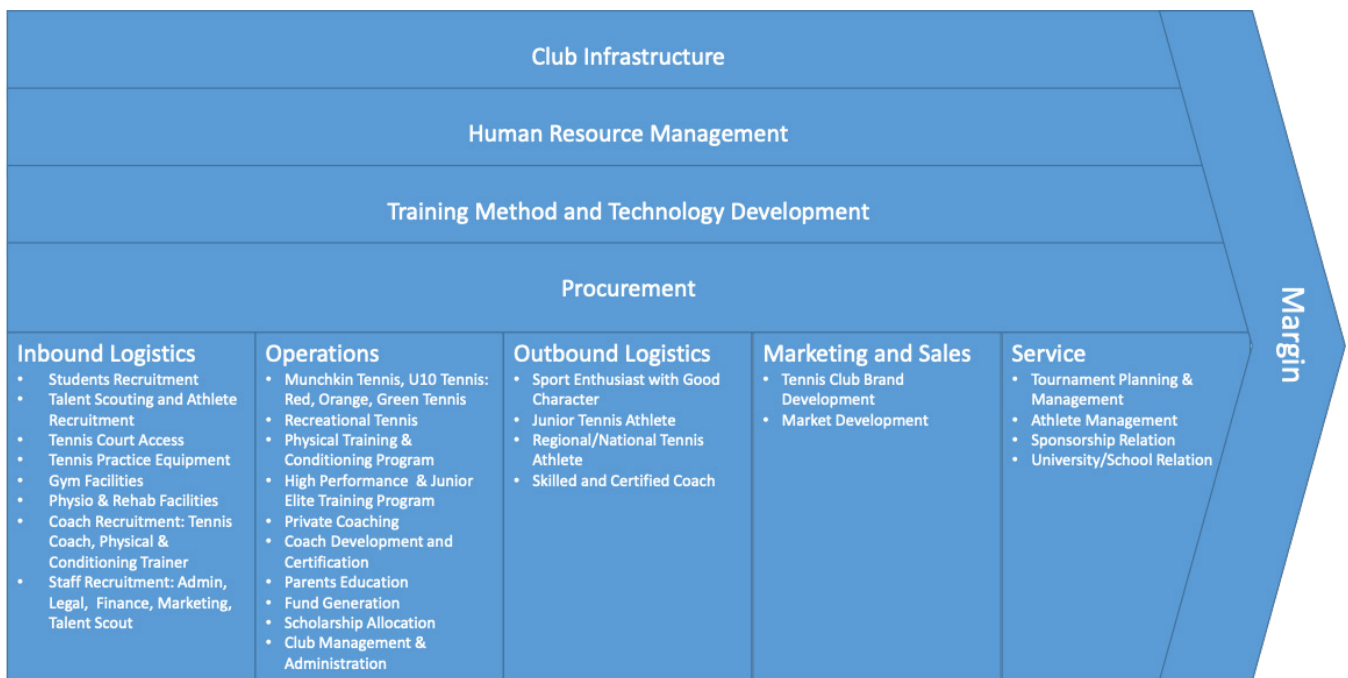 Club Infrastructure
Human Resource Management
Training Method and Technology Development
Procurement
Margin
Inbound Logistics
• Students Recruitment
• Talent Scouting and Athlete
Recruitment
• Tennis Court Access
• Tennis Practice Equipment
• Gym Facilities
• Physio & Rehab Facilities
• Coach Recruitment: Tennis
Coach, Physical &
Conditioning Trainer
• Staff Recruitment: Admin,
Legal, Finance, Marketing,
Talent Scout
Operations
• Munchkin Tennis, U10 Tennis:
Red, Orange, Green Tennis
• Recreational Tennis
• Physical Training &
Conditioning Program
• High Performance & Junior
Elite Training Program
• Private Coaching
• Coach Development and
Certification
• Parents Education
• Fund Generation
• Scholarship Allocation
• Club Management &
Administration
Outbound Logistics
• Sport Enthusiast with Good
Character
• Junior Tennis Athlete
• Regional/National Tennis
Athlete
• Skilled and Certified Coach
Marketing and Sales
• Tennis Club Brand
Development
• Market Development
Service
• Tournament Planning &
Management
• Athlete Management
• Sponsorship Relation
• University/School Relation